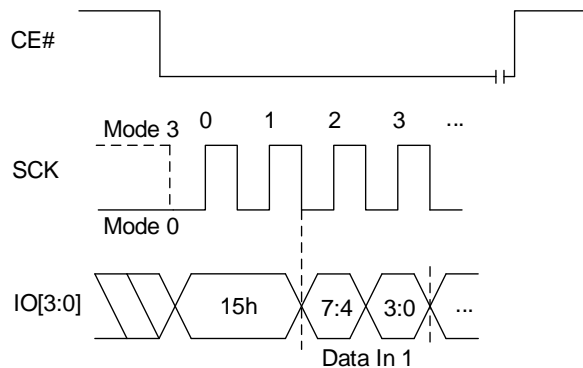 CE#
Mode 3 0 1 2 3 ...
SCK
Mode 0
IO[3:0] 15h 7:4 3:0 ...
Data In 1